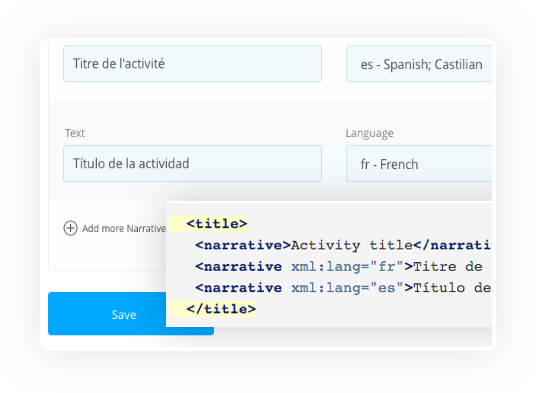 Titre de l'activité es - Spanish; Castilian
Text Language
Título de la actividad fr - French
Add more Narrative
Save
<title>
<narrative>Activity title</narrati
<narrative xml:lang="fr">Titre de
<narrative xml:lang="es">Título de
</title>